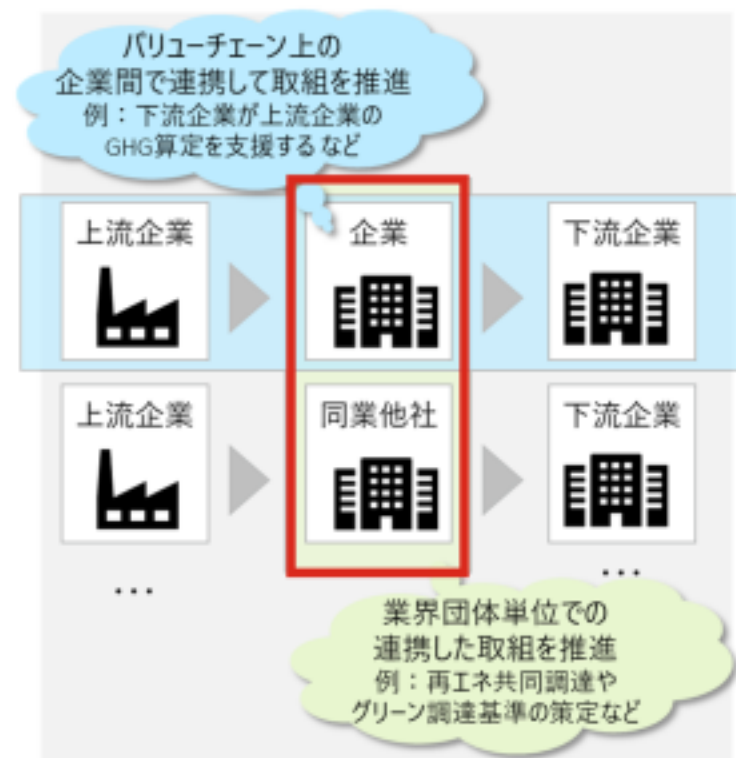 バリューチェーン上の
企業間で連携して取組を推進
例：下流企業が上流企業の
GHG算定を支援するなど
上流企業
企業
下流企業
上流企業
同業他社
下流企業
…
…
業界団体単位での
連携した取組を推進
例：再エネ共同調達や
グリーン調達基準の策定など